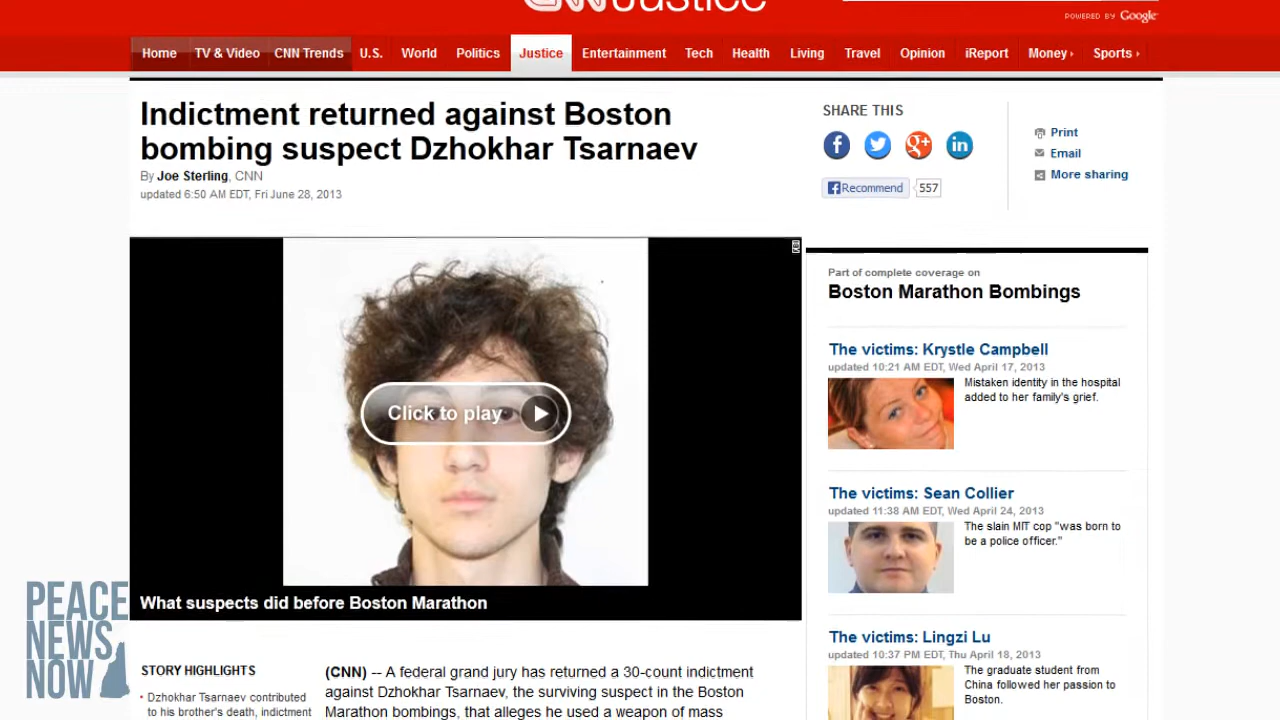 CNN Justice
POWERED BY Google
Home TV & Video CNN Trends U.S. World Politics Justice Entertainment Tech Health Living Travel Opinion iReport Money Sports
Indictment returned against Boston
bombing suspect Dzhokhar Tsarnaev
By Joe Sterling, CNN
updated 6:50 AM EDT, Fri June 28, 2013
SHARE THIS
Recommend 557
Print
Email
More sharing
Click to play
What suspects did before Boston Marathon
Part of complete coverage on
Boston Marathon Bombings
The victims: Krystle Campbell
updated 10:21 AM EDT, Wed April 17, 2013
Mistaken identity in the hospital
added to her family's grief.
The victims: Sean Collier
updated 11:38 AM EDT, Wed April 24, 2013
The slain MIT cop "was born to
be a police officer."
The victims: Lingzi Lu
updated 10:37 PM EDT, Thu April 18, 2013
The graduate student from
China followed her passion to
Boston.
STORY HIGHLIGHTS
Dzhokhar Tsarnaev contributed
to his brother's death, indictment
(CNN) -- A federal grand jury has returned a 30-count indictment
against Dzhokhar Tsarnaev, the surviving suspect in the Boston
Marathon bombings, that alleges he used a weapon of mass
PEACE
NEWS
NOW